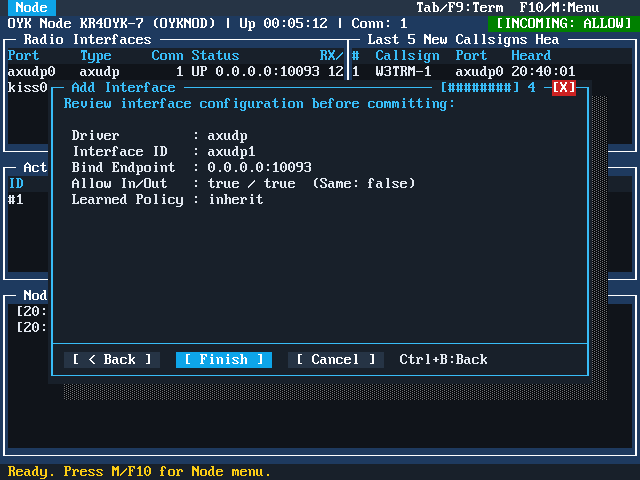 Node Tab/F9:Term F10/M:Menu
OYK Node KR4OYK-7 (OYKNOD) | Up 00:05:12 | Conn: 1 [INCOMING: ALLOW]
Radio Interfaces Last 5 New Callsigns Hea
Port Type Conn Status RX/ # Callsign Port Heard
axudp0 axudp 1 UP 0.0.0.0:10093 12 1 W3TRM-1 axudp0 20:40:01
kiss0
Add Interface [########] 4 [X]
Review interface configuration before committing:
Driver : axudp
Interface ID : axudp1
Bind Endpoint : 0.0.0.0:10093
Allow In/Out : true / true (Same: false)
Learned Policy : inherit
Act
ID
#1
Nod
[20:
[20:
[ < Back ] [ Finish ] [ Cancel ] Ctrl+B:Back
Ready. Press M/F10 for Node menu.